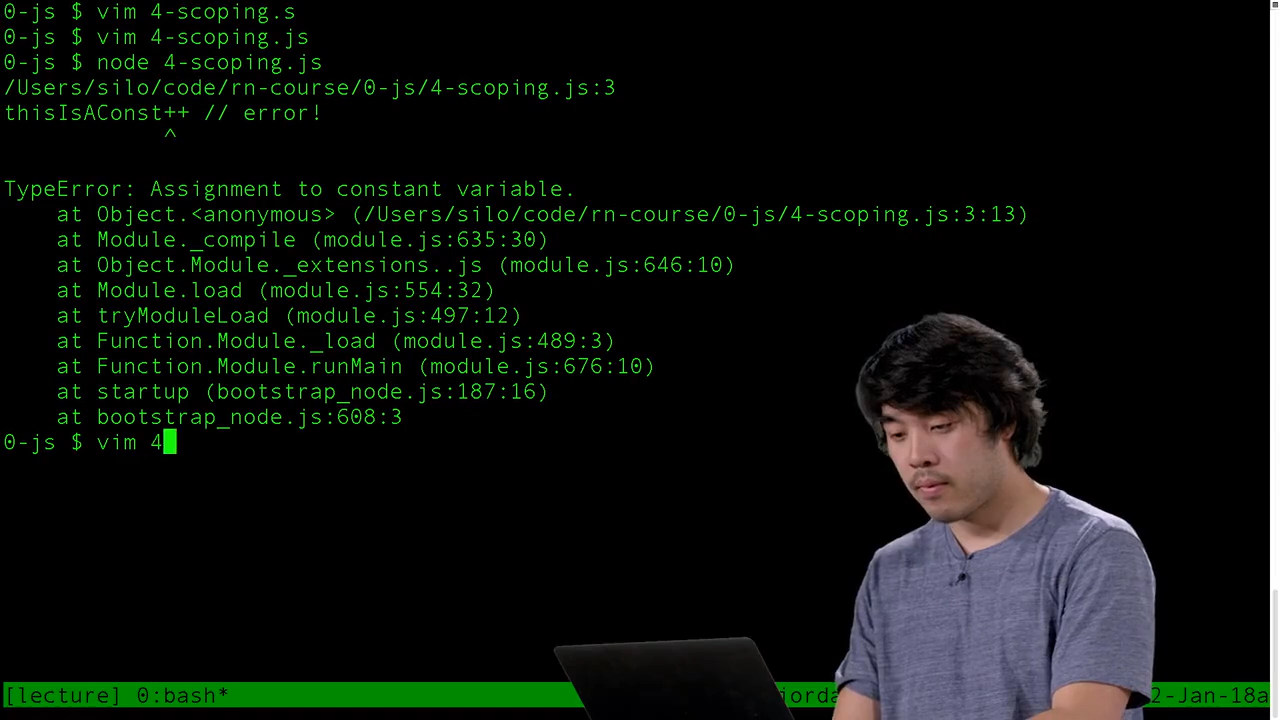 0-js $ vim 4-scoping.s
0-js $ vim 4-scoping.js
0-js $ node 4-scoping.js
/Users/silo/code/rn-course/0-js/4-scoping.js:3
thisIsAConst++ // error!
             ^
TypeError: Assignment to constant variable.
    at Object.<anonymous> (/Users/silo/code/rn-course/0-js/4-scoping.js:3:13)
    at Module._compile (module.js:635:30)
    at Object.Module._extensions..js (module.js:646:10)
    at Module.load (module.js:554:32)
    at tryModuleLoad (module.js:497:12)
    at Function.Module._load (module.js:489:3)
    at Function.Module.runMain (module.js:676:10)
    at startup (bootstrap_node.js:187:16)
    at bootstrap_node.js:608:3
0-js $ vim 4
[lecture] 0:bash* jorda 2-Jan-18a